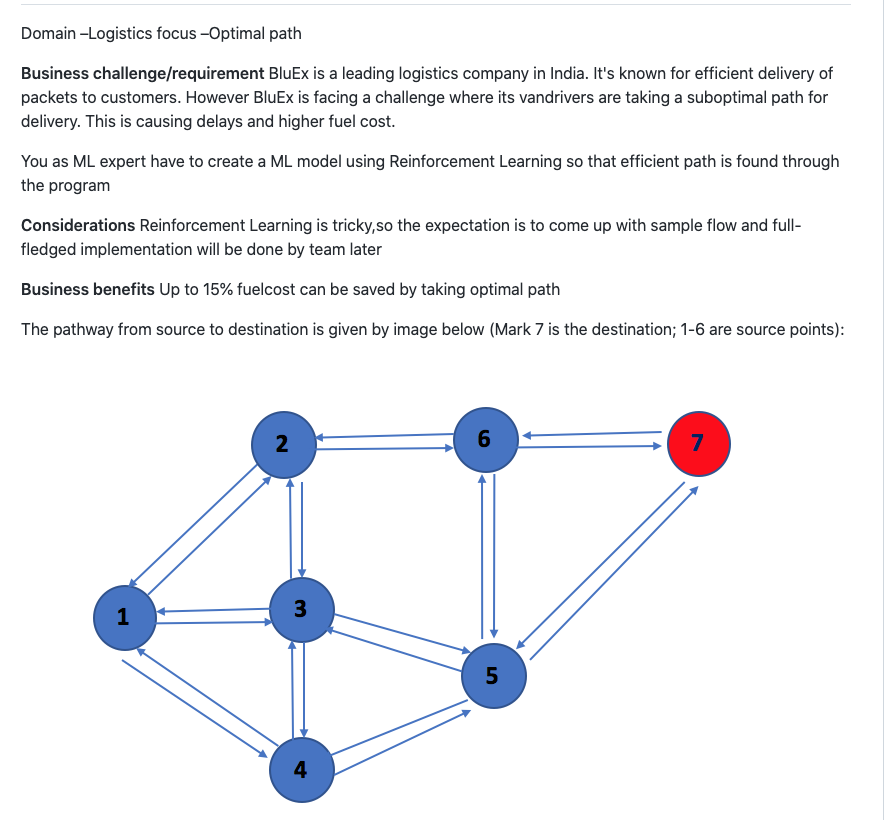 Domain –Logistics focus –Optimal path
Business challenge/requirement BluEx is a leading logistics company in India. It's known for efficient delivery of
packets to customers. However BluEx is facing a challenge where its vandrivers are taking a suboptimal path for
delivery. This is causing delays and higher fuel cost.
You as ML expert have to create a ML model using Reinforcement Learning so that efficient path is found through
the program
Considerations Reinforcement Learning is tricky,so the expectation is to come up with sample flow and full-
fledged implementation will be done by team later
Business benefits Up to 15% fuelcost can be saved by taking optimal path
The pathway from source to destination is given by image below (Mark 7 is the destination; 1-6 are source points):
2
6
7
1
3
5
4